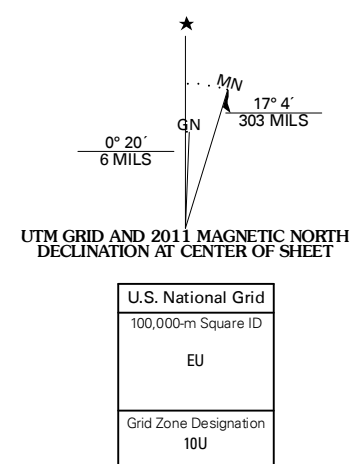 MN
17° 4´
303 MILS
GN
0° 20´
6 MILS
UTM GRID AND 2011 MAGNETIC NORTH
DECLINATION AT CENTER OF SHEET
U.S. National Grid
100,000-m Square ID
EU
Grid Zone Designation
10U